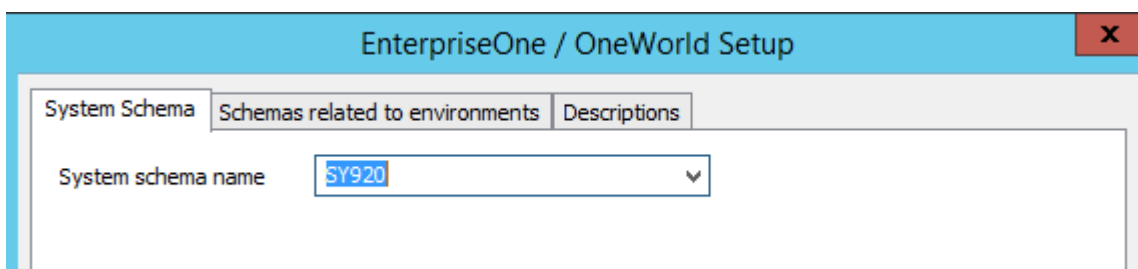 EnterpriseOne / OneWorld Setup
x
System Schema Schemas related to environments Descriptions
System schema name SY920